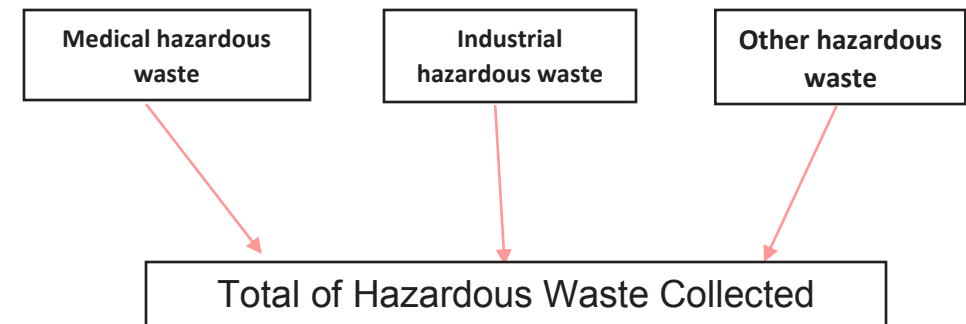 Medical hazardous
waste
Industrial
hazardous waste
Other hazardous
waste
Total of Hazardous Waste Collected